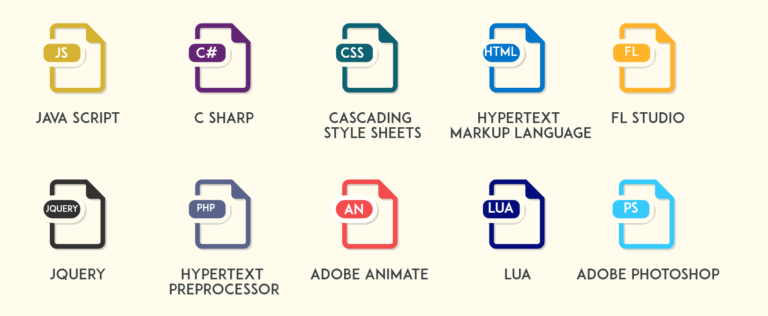 JS
C#
CSS
HTML
FL
JAVA SCRIPT
C SHARP
CASCADING
STYLE SHEETS
HYPERTEXT
MARKUP LANGUAGE
FL STUDIO
JQUERY
PHP
AN
LUA
PS
JQUERY
HYPERTEXT
PREPROCESSOR
ADOBE ANIMATE
LUA
ADOBE PHOTOSHOP